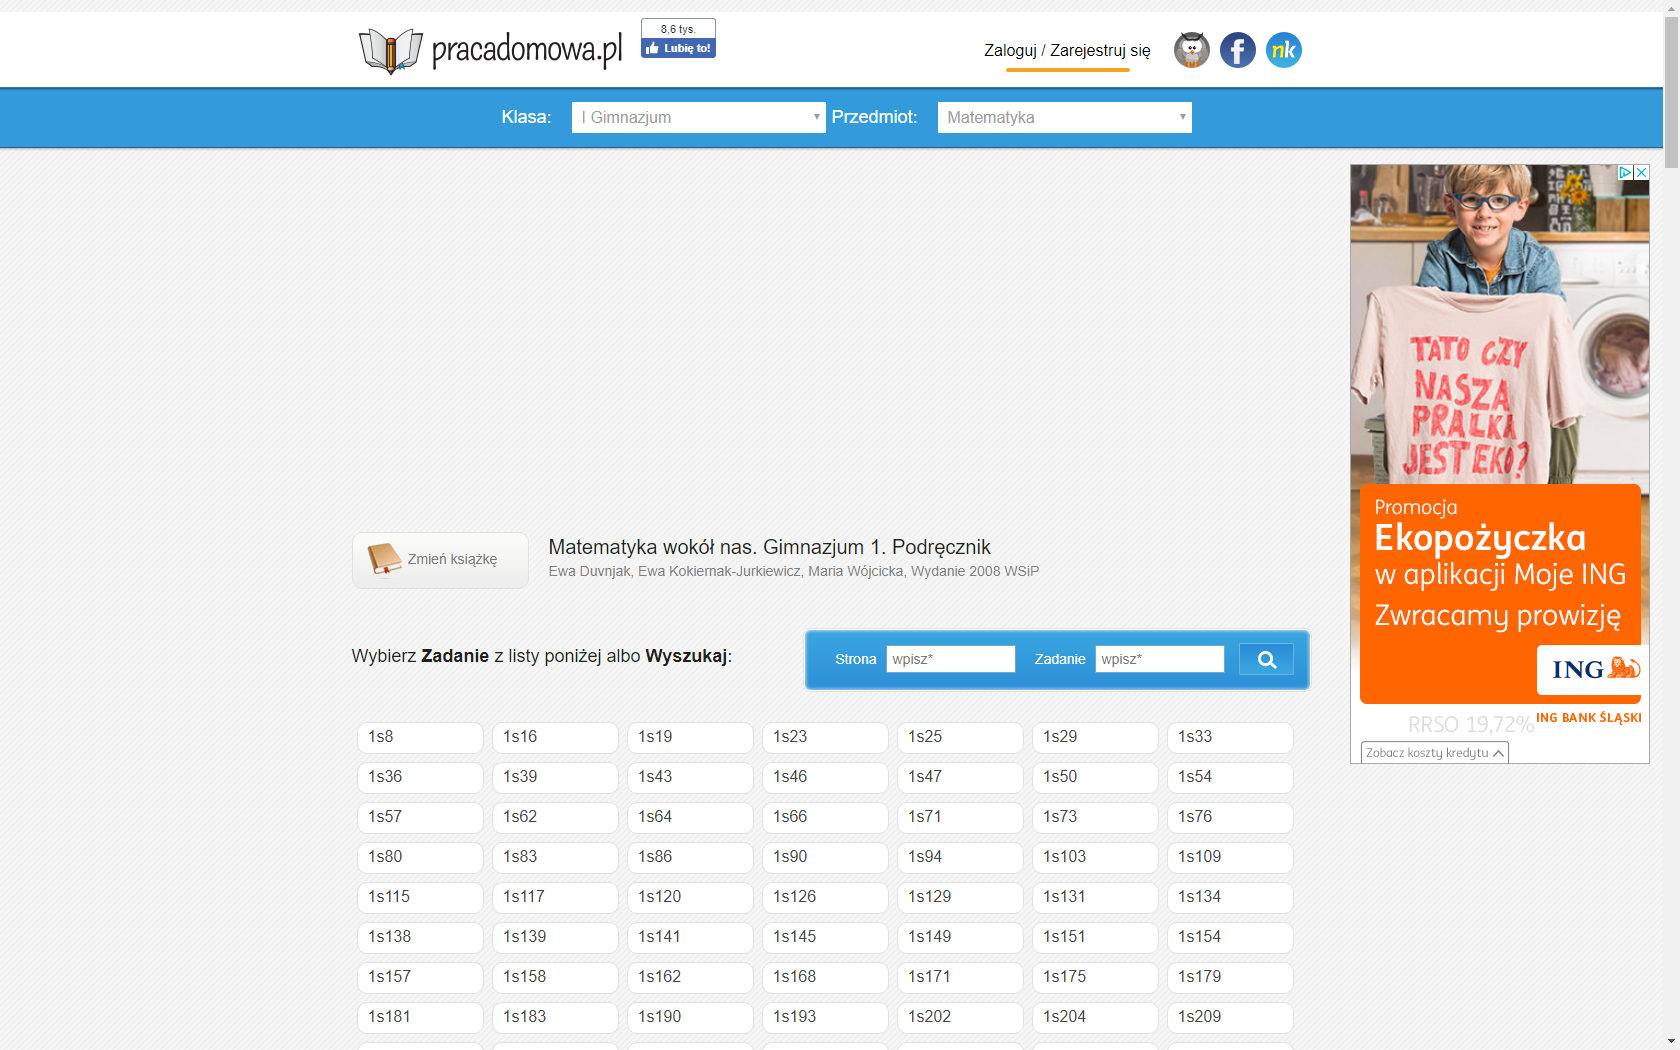 pracadomowa.pl
8,6 tys.
Lubię to!
Zaloguj / Zarejestruj się
nk
Klasa:
I Gimnazjum
Przedmiot:
Matematyka
TATO CZY
NASZA
PRALKA
JEST EKO?
Promocja
Ekopożyczka
w aplikacji Moje ING
Zwracamy prowizję
ING
RRSO 19,72%
ING BANK ŚLĄSKI
Zobacz koszty kredytu
Zmień książkę
Matematyka wokół nas. Gimnazjum 1. Podręcznik
Ewa Duvnjak, Ewa Kokiernak-Jurkiewicz, Maria Wójcicka, Wydanie 2008 WSiP
Wybierz Zadanie z listy poniżej albo Wyszukaj:
Strona wpisz* Zadanie wpisz*
1s8 1s16 1s19 1s23 1s25 1s29 1s33
1s36 1s39 1s43 1s46 1s47 1s50 1s54
1s57 1s62 1s64 1s66 1s71 1s73 1s76
1s80 1s83 1s86 1s90 1s94 1s103 1s109
1s115 1s117 1s120 1s126 1s129 1s131 1s134
1s138 1s139 1s141 1s145 1s149 1s151 1s154
1s157 1s158 1s162 1s168 1s171 1s175 1s179
1s181 1s183 1s190 1s193 1s202 1s204 1s209